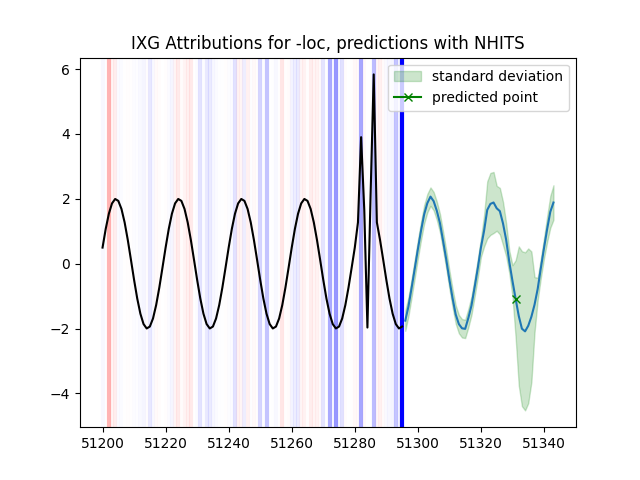 IXG Attributions for -loc, predictions with NHITS
standard deviation
predicted point
6
4
2
0
−2
−4
51200 51220 51240 51260 51280 51300 51320 51340